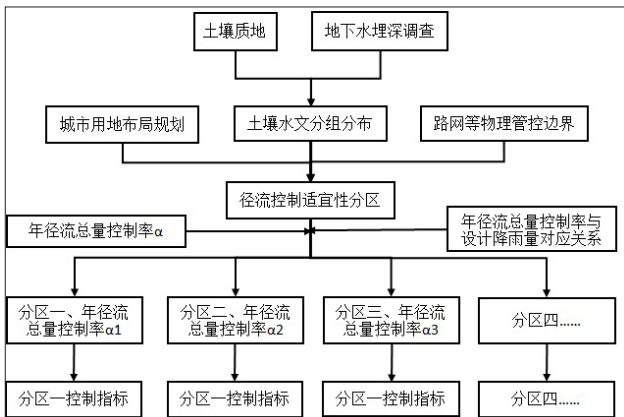 土壤质地
地下水埋深调查
城市用地布局规划
土壤水文分组分布
路网等物理管控边界
径流控制适宜性分区
年径流总量控制率α
年径流总量控制率与
设计降雨量对应关系
分区一、年径流
总量控制率α1
分区二、年径流
总量控制率α2
分区三、年径流
总量控制率α3
分区四……
分区一控制指标
分区一控制指标
分区一控制指标
分区四……